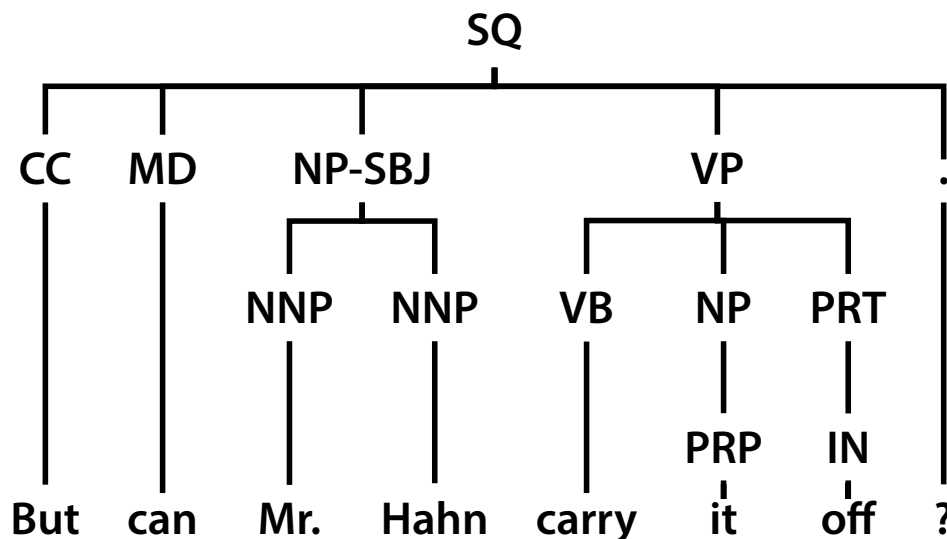 SQ
CC MD NP-SBJ VP .
NNP NNP VB NP PRT
PRP IN
But can Mr. Hahn carry it off ?